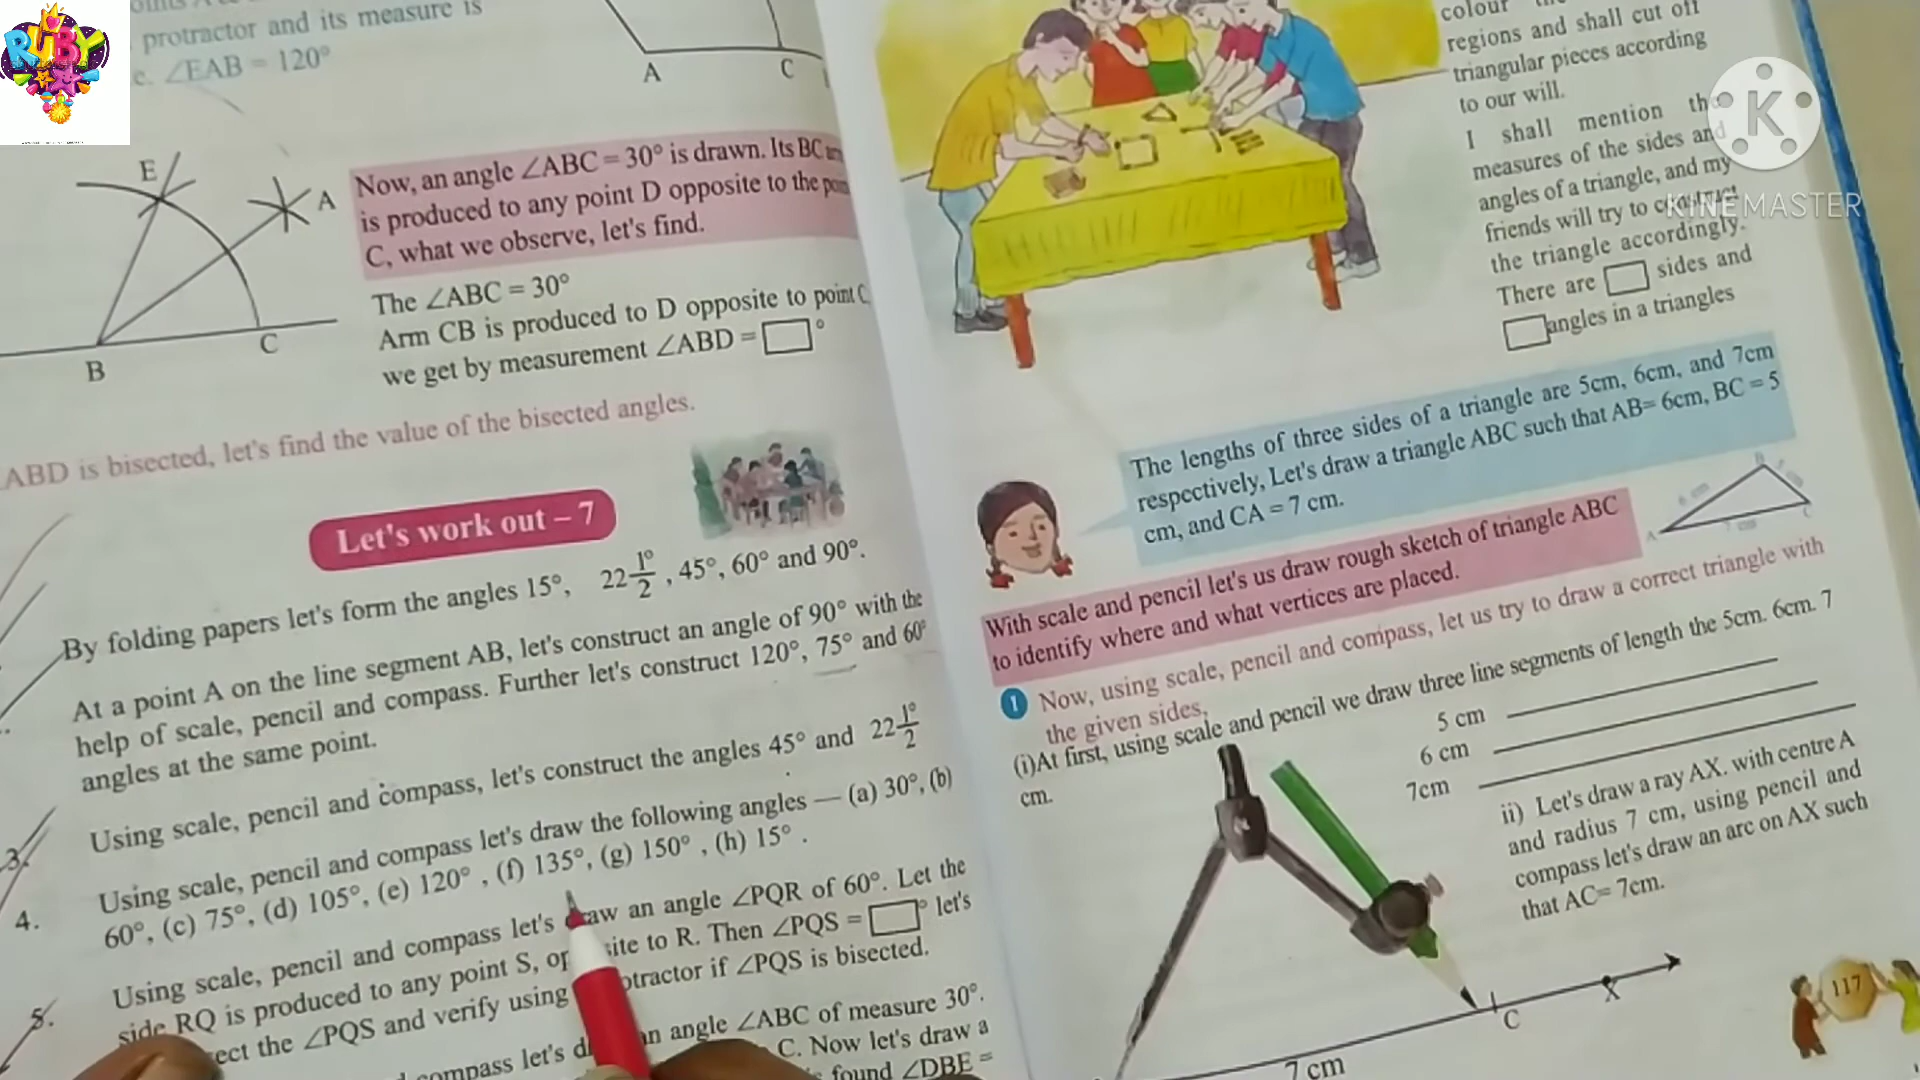 RUBY
protractor and its measure is
c. ∠EAB = 120°
A
C
E
A
B
C
Now, an angle ∠ABC = 30° is drawn. Its BC arm
is produced to any point D opposite to the point
C, what we observe, let's find.
The ∠ABC = 30°
Arm CB is produced to D opposite to point C,
we get by measurement ∠ABD = °
ABD is bisected, let's find the value of the bisected angles.
Let's work out – 7
By folding papers let's form the angles 15°, 22 1°/2 , 45°, 60° and 90°.
At a point A on the line segment AB, let's construct an angle of 90° with the
help of scale, pencil and compass. Further let's construct 120°, 75° and 60°
angles at the same point.
3. Using scale, pencil and compass, let's construct the angles 45° and 22 1°/2
4. Using scale, pencil and compass let's draw the following angles — (a) 30°, (b)
60°, (c) 75°, (d) 105°, (e) 120° , (f) 135°, (g) 150° , (h) 15° .
5. Using scale, pencil and compass let's draw an angle ∠PQR of 60°. Let the
side RQ is produced to any point S, opposite to R. Then ∠PQS = ° let's
the ∠PQS and verify using protractor if ∠PQS is bisected.
compass let's an angle ∠ABC of measure 30°.
C. Now let's draw a
found ∠DBE =
colour
regions and shall cut off
triangular pieces according
to our will.
I shall mention the
measures of the sides and
angles of a triangle, and my
friends will try to construct
the triangle accordingly.
There are sides and
angles in a triangles
K
KINEMASTER
The lengths of three sides of a triangle are 5cm, 6cm, and 7cm
respectively, Let's draw a triangle ABC such that AB= 6cm, BC = 5
cm, and CA = 7 cm.
A
B
C
6 cm
7 cm
With scale and pencil let's us draw rough sketch of triangle ABC
to identify where and what vertices are placed.
1 Now, using scale, pencil and compass, let us try to draw a correct triangle with
the given sides,
(i)At first, using scale and pencil we draw three line segments of length the 5cm. 6cm. 7
cm.
5 cm
6 cm
7cm
ii) Let's draw a ray AX. with centre A
and radius 7 cm, using pencil and
compass let's draw an arc on AX such
that AC= 7cm.
C
X
7 cm
117